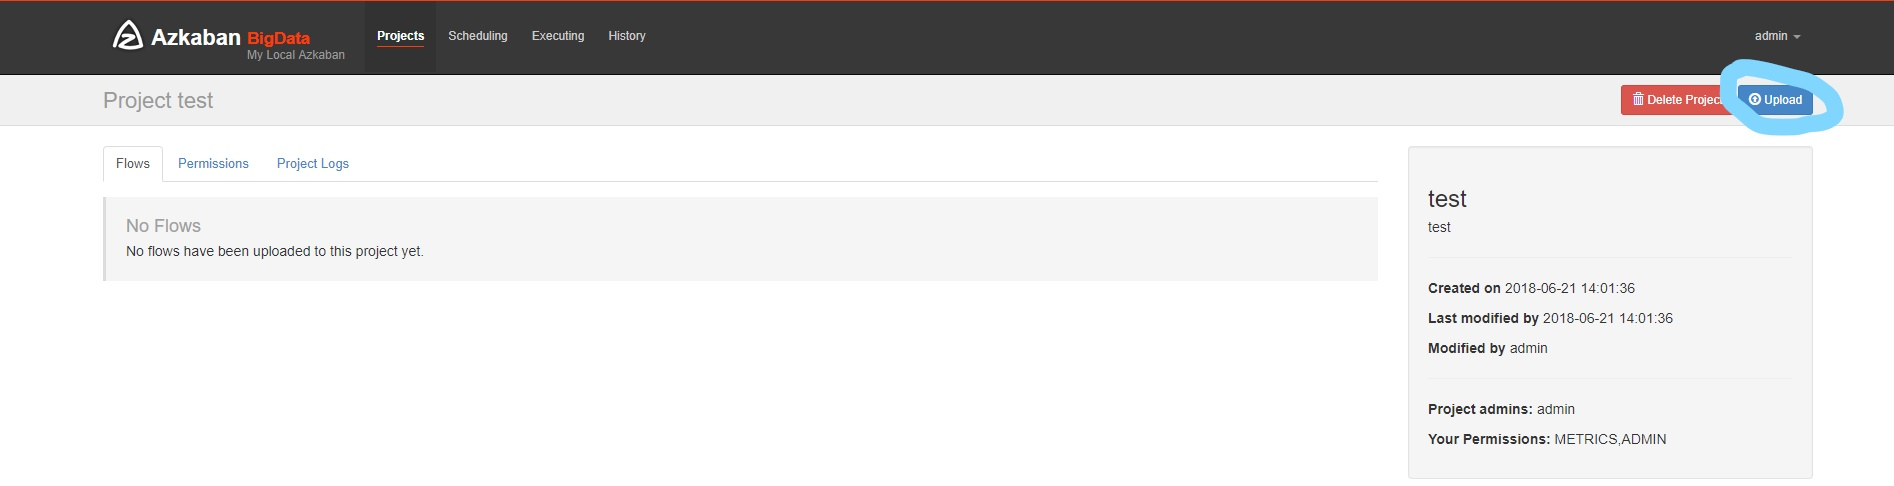 Azkaban BigData
My Local Azkaban
Projects Scheduling Executing History
admin
Project test
Delete Project Upload
Flows Permissions Project Logs
No Flows
No flows have been uploaded to this project yet.
test
test
Created on 2018-06-21 14:01:36
Last modified by 2018-06-21 14:01:36
Modified by admin
Project admins: admin
Your Permissions: METRICS,ADMIN